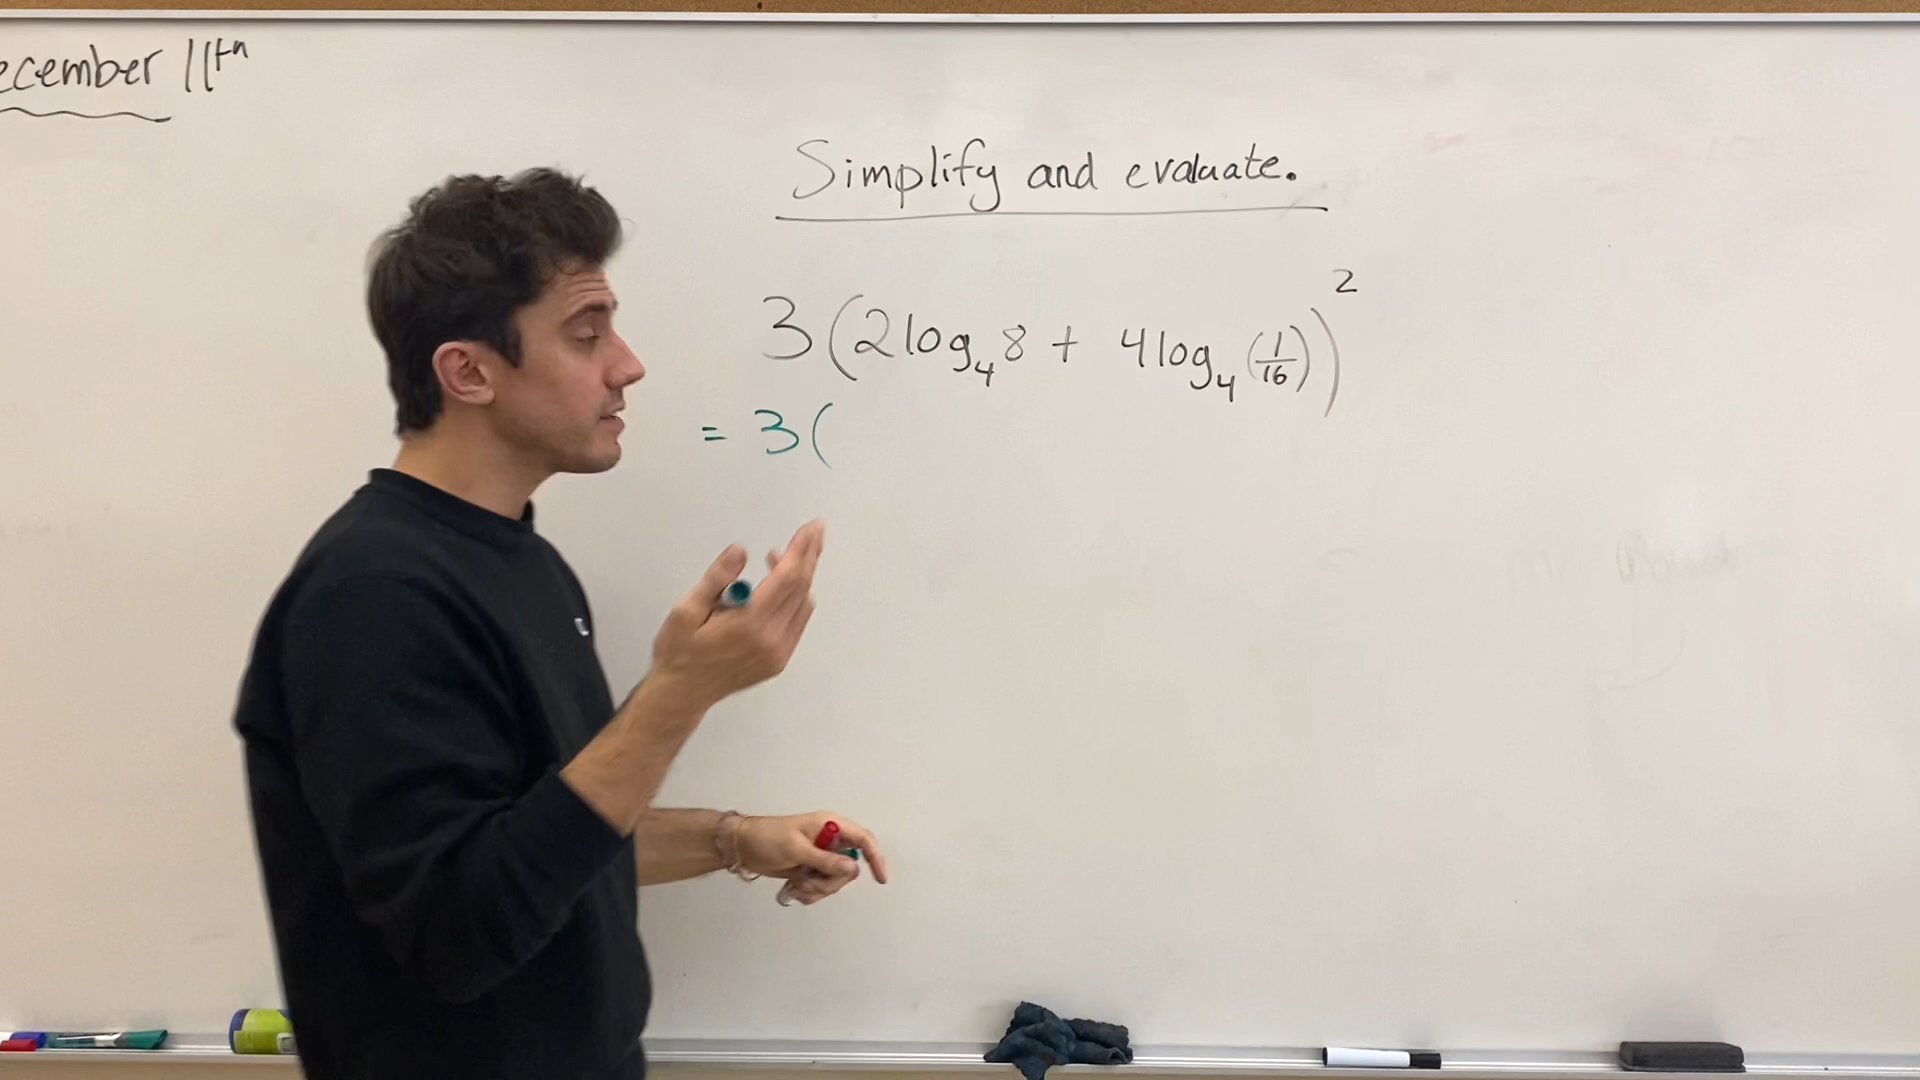 ecember 11th
Simplify and evaluate.
3(2log₄8 + 4log₄(1/16))²
= 3(